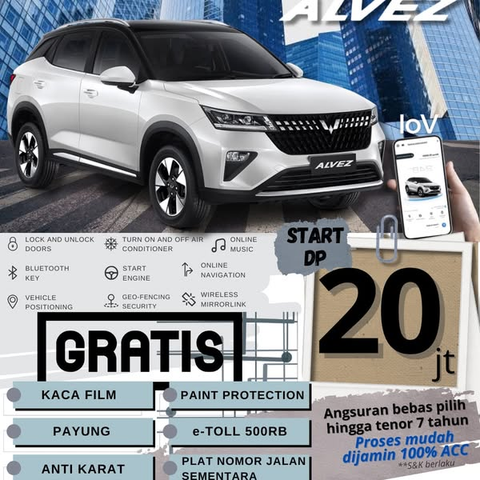 ALVEZ
IoV
ALVEZ
LOCK AND UNLOCK
DOORS
TURN ON AND OFF AIR
CONDITIONER
ONLINE
MUSIC
BLUETOOTH
KEY
START
ENGINE
ONLINE
NAVIGATION
VEHICLE
POSITIONING
GEO-FENCING
SECURITY
WIRELESS
MIRRORLINK
START
DP
20
jt
GRATIS
KACA FILM
PAINT PROTECTION
PAYUNG
e-TOLL 500RB
ANTI KARAT
PLAT NOMOR JALAN
SEMENTARA
Angsuran bebas pilih
hingga tenor 7 tahun
Proses mudah
dijamin 100% ACC
**S&K berlaku